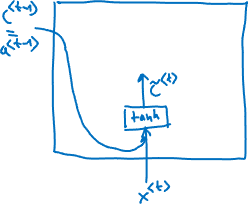 c<t-1>
=
a<t-1>
c̃<t>
tanh
x<t>